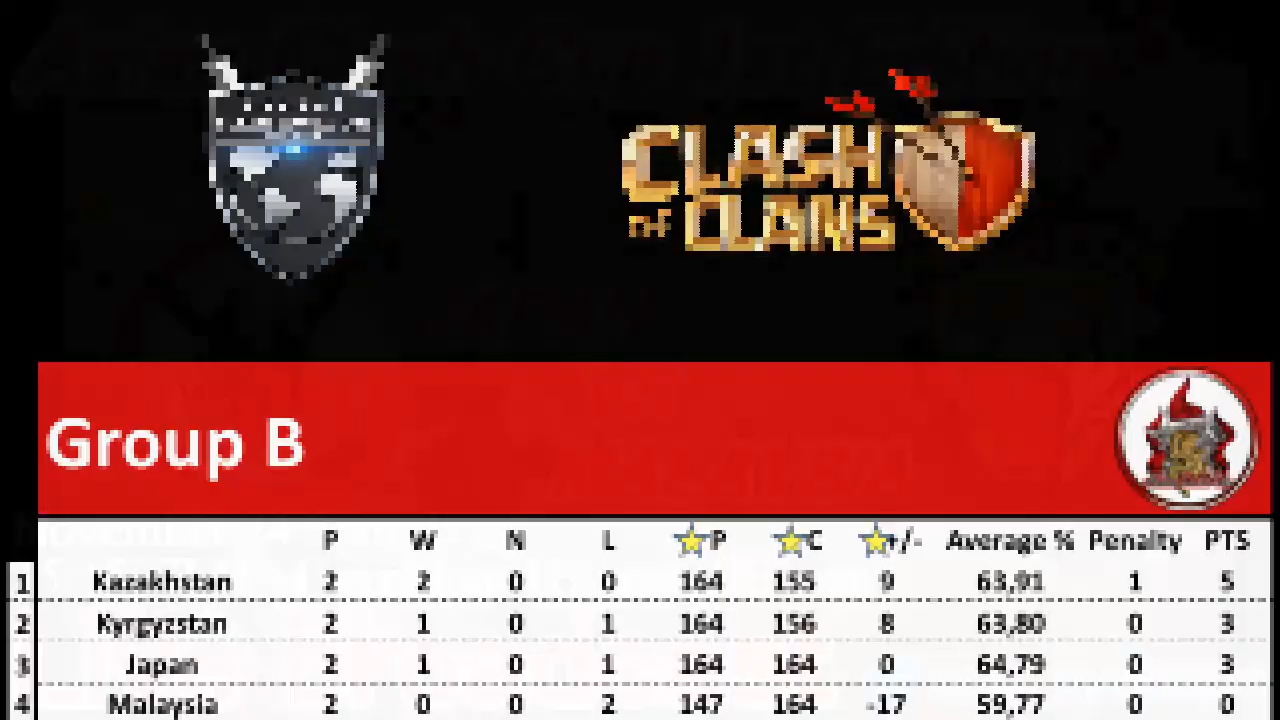 CLASH
OF CLANS
Group B
P W N L P C +/- Average % Penalty PTS
1 Kazakhstan 2 2 0 0 164 155 9 63,91 1 5
2 Kyrgyzstan 2 1 0 1 164 156 8 63,80 0 3
3 Japan 2 1 0 1 164 164 0 64,79 0 3
4 Malaysia 2 0 0 2 147 164 -17 59,77 0 0